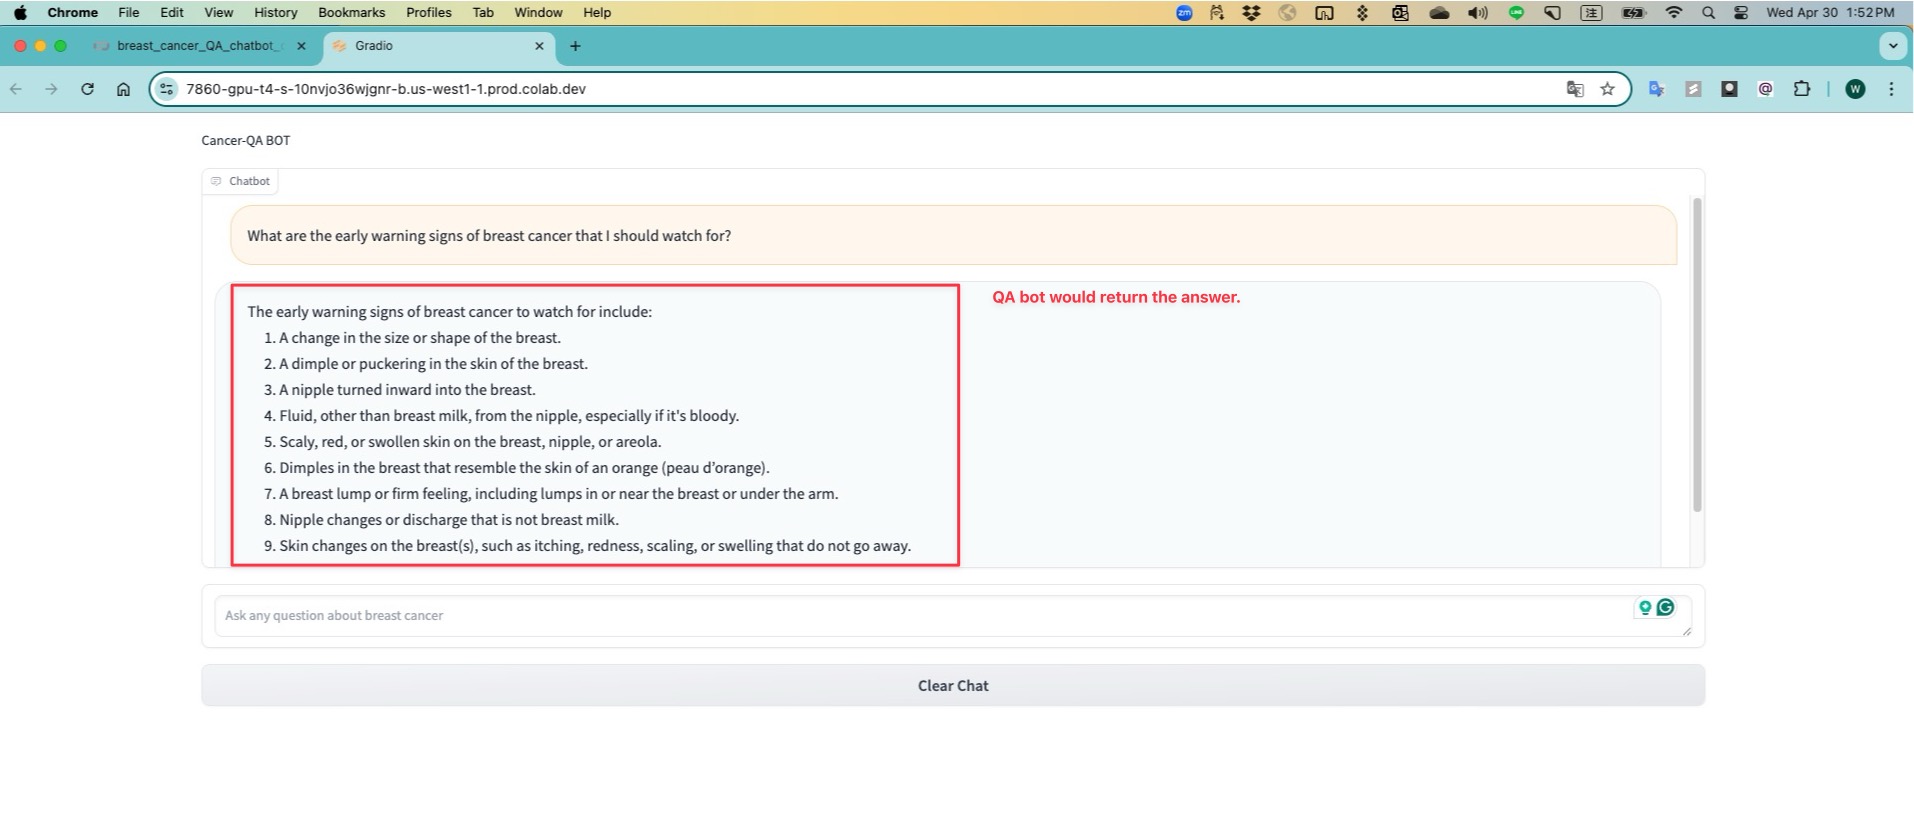 Chrome File Edit View History Bookmarks Profiles Tab Window Help zm 注 Wed Apr 30 1:52 PM
breast_cancer_QA_chatbot_ Gradio
7860-gpu-t4-s-10nvjo36wjgnr-b.us-west1-1.prod.colab.dev W
Cancer-QA BOT
Chatbot
What are the early warning signs of breast cancer that I should watch for?
QA bot would return the answer.
The early warning signs of breast cancer to watch for include:
1. A change in the size or shape of the breast.
2. A dimple or puckering in the skin of the breast.
3. A nipple turned inward into the breast.
4. Fluid, other than breast milk, from the nipple, especially if it's bloody.
5. Scaly, red, or swollen skin on the breast, nipple, or areola.
6. Dimples in the breast that resemble the skin of an orange (peau d’orange).
7. A breast lump or firm feeling, including lumps in or near the breast or under the arm.
8. Nipple changes or discharge that is not breast milk.
9. Skin changes on the breast(s), such as itching, redness, scaling, or swelling that do not go away.
Ask any question about breast cancer
Clear Chat